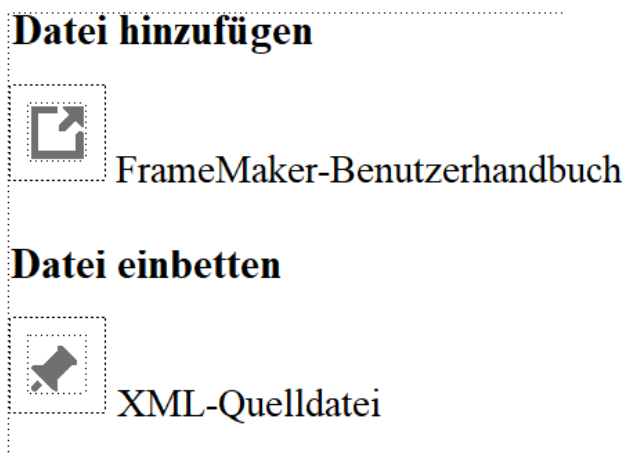 Datei hinzufügen
FrameMaker-Benutzerhandbuch
Datei einbetten
XML-Quelldatei